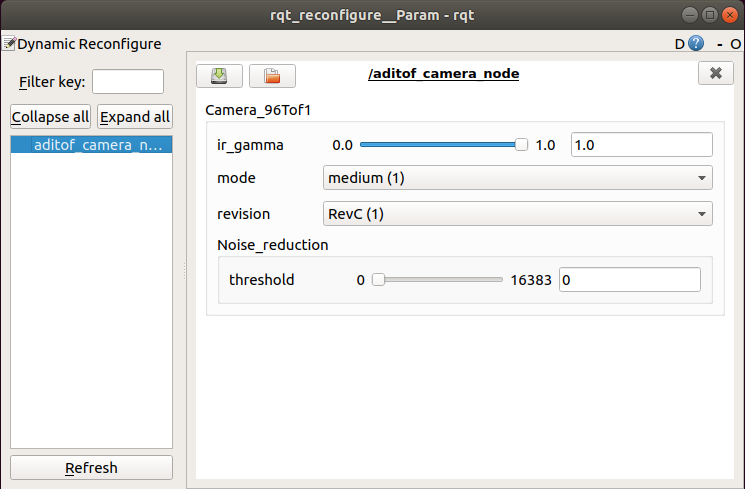 rqt_reconfigure__Param - rqt
Dynamic Reconfigure
D ? - O
Filter key:
Collapse all Expand all
aditof_camera_n...
Refresh
/aditof_camera_node
Camera_96Tof1
ir_gamma 0.0 1.0 1.0
mode medium (1)
revision RevC (1)
Noise_reduction
threshold 0 16383 0